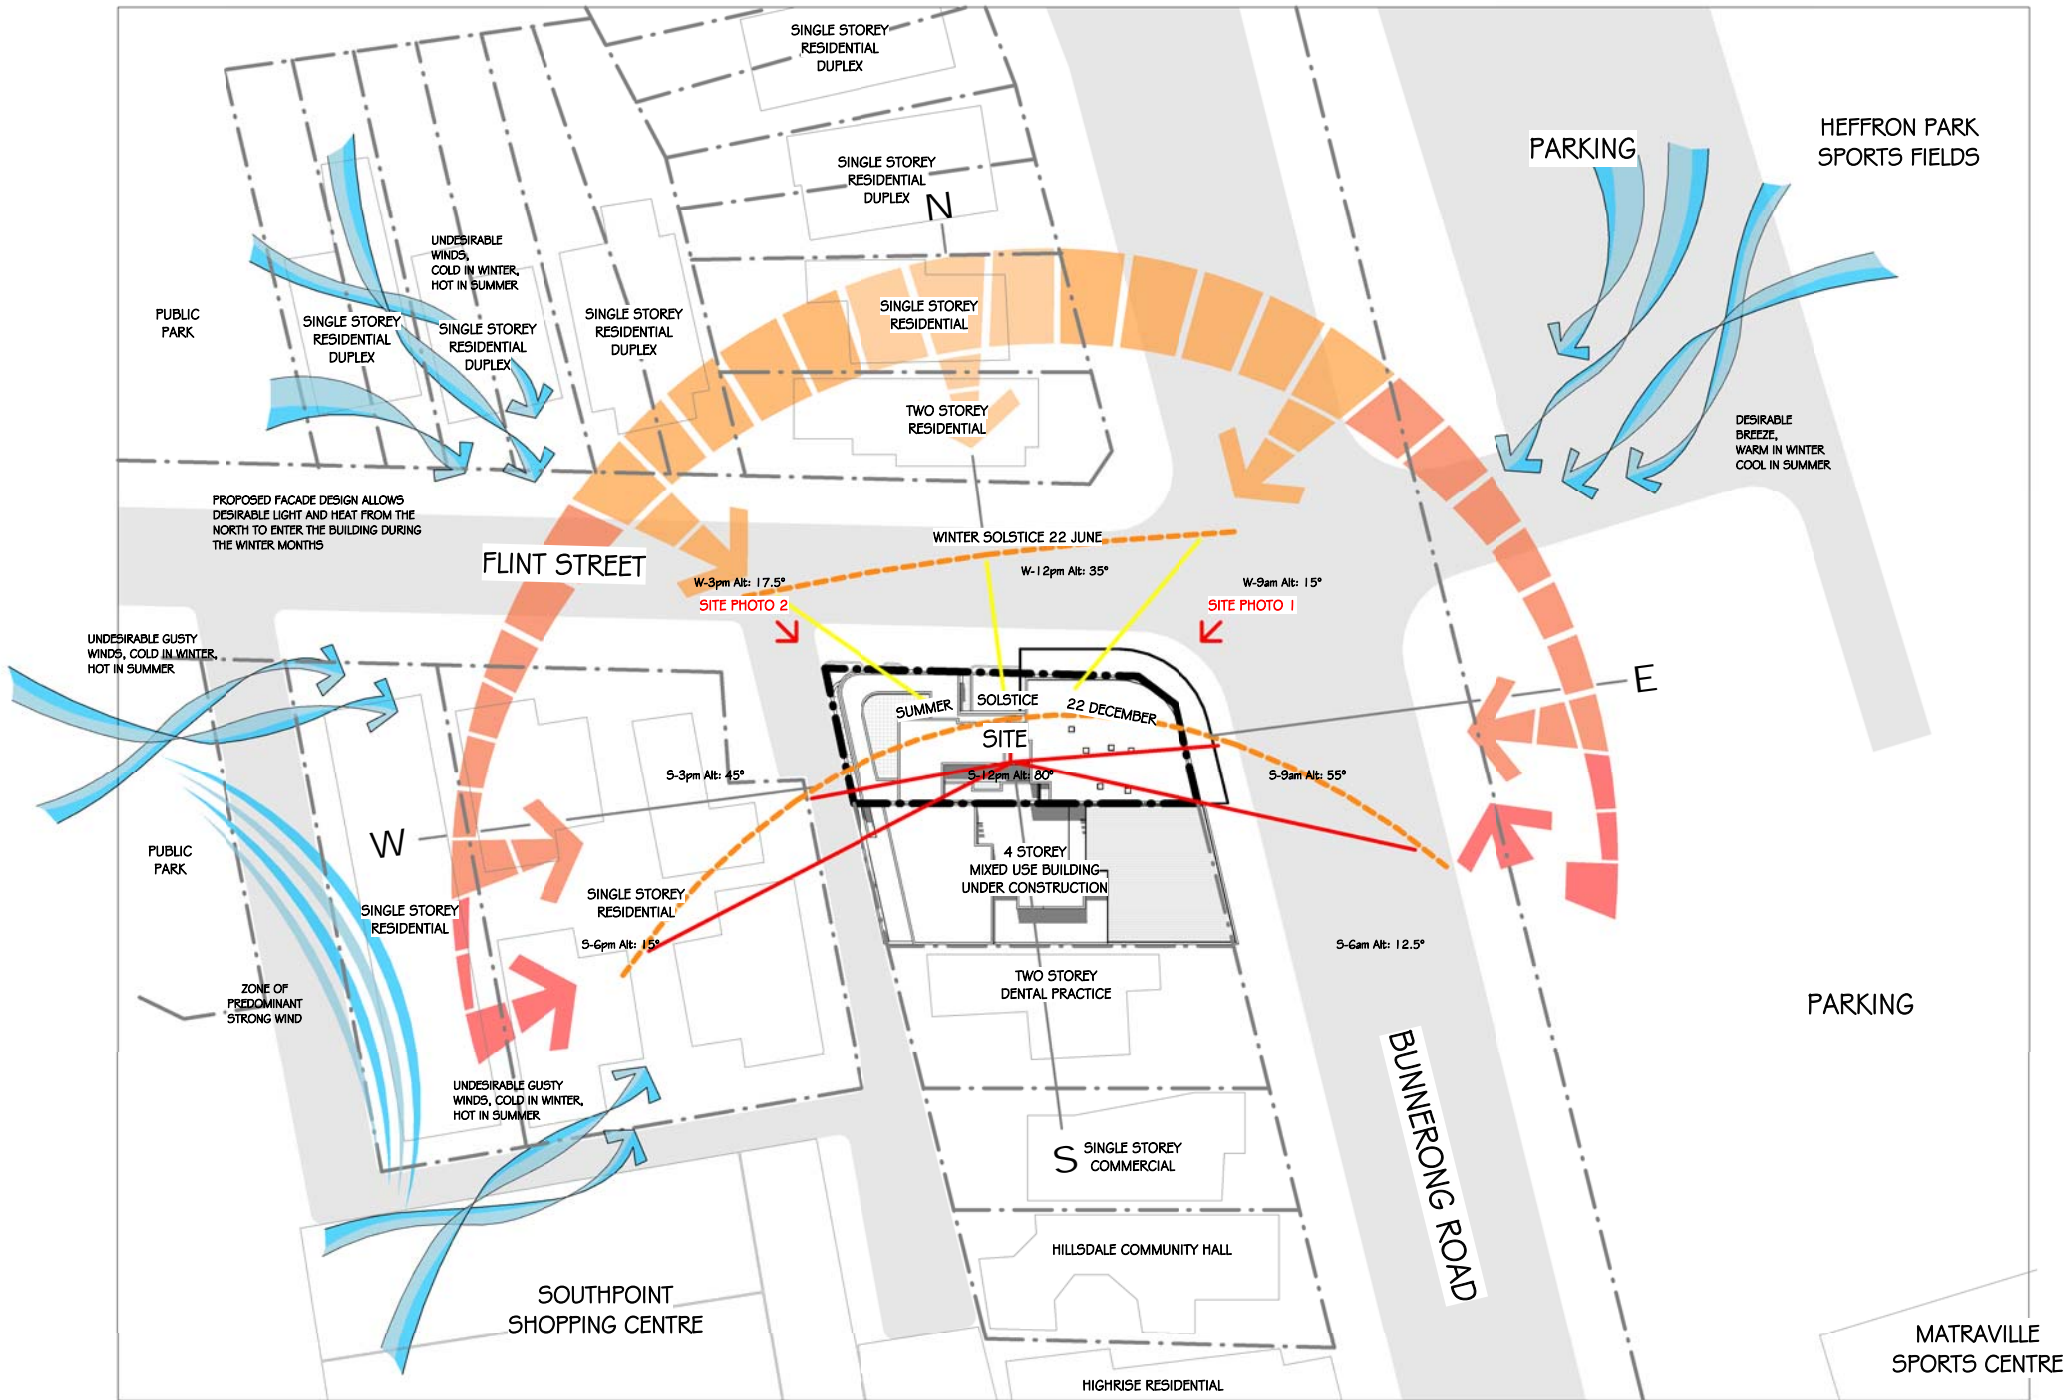 SINGLE STOREY
RESIDENTIAL
DUPLEX
HEFFRON PARK
SPORTS FIELDS
PARKING
SINGLE STOREY
RESIDENTIAL
DUPLEX
N
UNDESIRABLE
WINDS,
COLD IN WINTER,
HOT IN SUMMER
PUBLIC
PARK
SINGLE STOREY
RESIDENTIAL
DUPLEX
SINGLE STOREY
RESIDENTIAL
DUPLEX
SINGLE STOREY
RESIDENTIAL
DUPLEX
SINGLE STOREY
RESIDENTIAL
TWO STOREY
RESIDENTIAL
DESIRABLE
BREEZE,
WARM IN WINTER
COOL IN SUMMER
PROPOSED FACADE DESIGN ALLOWS
DESIRABLE LIGHT AND HEAT FROM THE
NORTH TO ENTER THE BUILDING DURING
THE WINTER MONTHS
FLINT STREET
WINTER SOLSTICE 22 JUNE
W-3pm Alt: 17.5°
W-12pm Alt: 35°
W-9am Alt: 15°
SITE PHOTO 2
SITE PHOTO 1
UNDESIRABLE GUSTY
WINDS, COLD IN WINTER,
HOT IN SUMMER
E
SUMMER SOLSTICE 22 DECEMBER
SITE
S-3pm Alt: 45°
S-12pm Alt: 80°
S-9am Alt: 55°
W
PUBLIC
PARK
4 STOREY
MIXED USE BUILDING
UNDER CONSTRUCTION
SINGLE STOREY
RESIDENTIAL
SINGLE STOREY
RESIDENTIAL
S-6pm Alt: 15°
S-6am Alt: 12.5°
ZONE OF
PREDOMINANT
STRONG WIND
TWO STOREY
DENTAL PRACTICE
PARKING
UNDESIRABLE GUSTY
WINDS, COLD IN WINTER,
HOT IN SUMMER
BUNNERONG ROAD
S
SINGLE STOREY
COMMERCIAL
HILLSDALE COMMUNITY HALL
SOUTHPOINT
SHOPPING CENTRE
MATRAVILLE
SPORTS CENTRE
HIGHRISE RESIDENTIAL